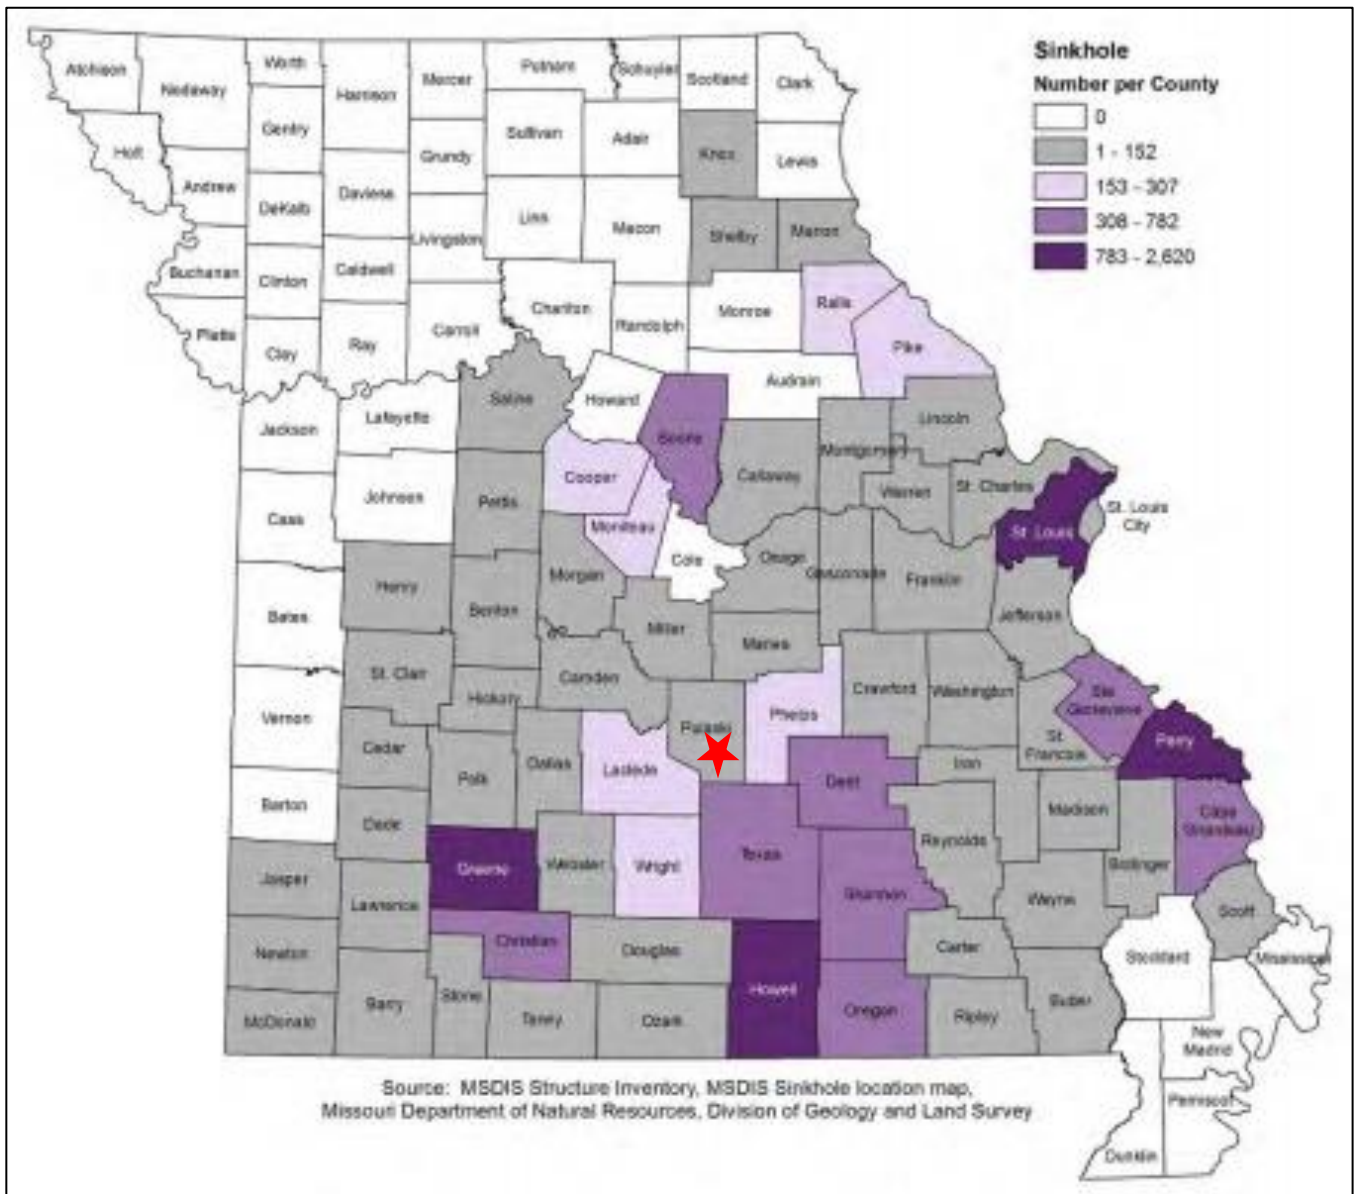 Sinkhole
Number per County
0
1 - 152
153 - 307
308 - 782
783 - 2,620
Atchison
Nodaway
Worth
Harrison
Mercer
Putnam
Schuyler
Scotland
Clark
Gentry
Sullivan
Adair
Knox
Lewis
Holt
Andrew
DeKalb
Daviess
Grundy
Linn
Macon
Shelby
Marion
Buchanan
Clinton
Caldwell
Livingston
Chariton
Randolph
Monroe
Ralls
Pike
Platte
Clay
Ray
Carroll
Audrain
Saline
Howard
Boone
Lincoln
Jackson
Lafayette
Cooper
Callaway
Montgomery
Warren
St. Charles
St. Louis
City
Cass
Johnson
Pettis
Moniteau
Cole
Osage
Gasconade
Franklin
St. Louis
Henry
Morgan
Benton
Miller
Maries
Jefferson
Bates
St. Clair
Hickory
Camden
Pulaski
Phelps
Crawford
Washington
Ste
Genevieve
Vernon
Cedar
Polk
Dallas
Laclede
Dent
Iron
St.
Francois
Perry
Barton
Dade
Greene
Webster
Wright
Texas
Reynolds
Madison
Cape
Girardeau
Bollinger
Jasper
Lawrence
Christian
Douglas
Shannon
Wayne
Scott
Newton
Carter
Stoddard
Mississippi
McDonald
Barry
Stone
Taney
Ozark
Howell
Oregon
Ripley
Butler
New
Madrid
Pemiscot
Dunklin
Source: MSDIS Structure Inventory, MSDIS Sinkhole location map,
Missouri Department of Natural Resources, Division of Geology and Land Survey